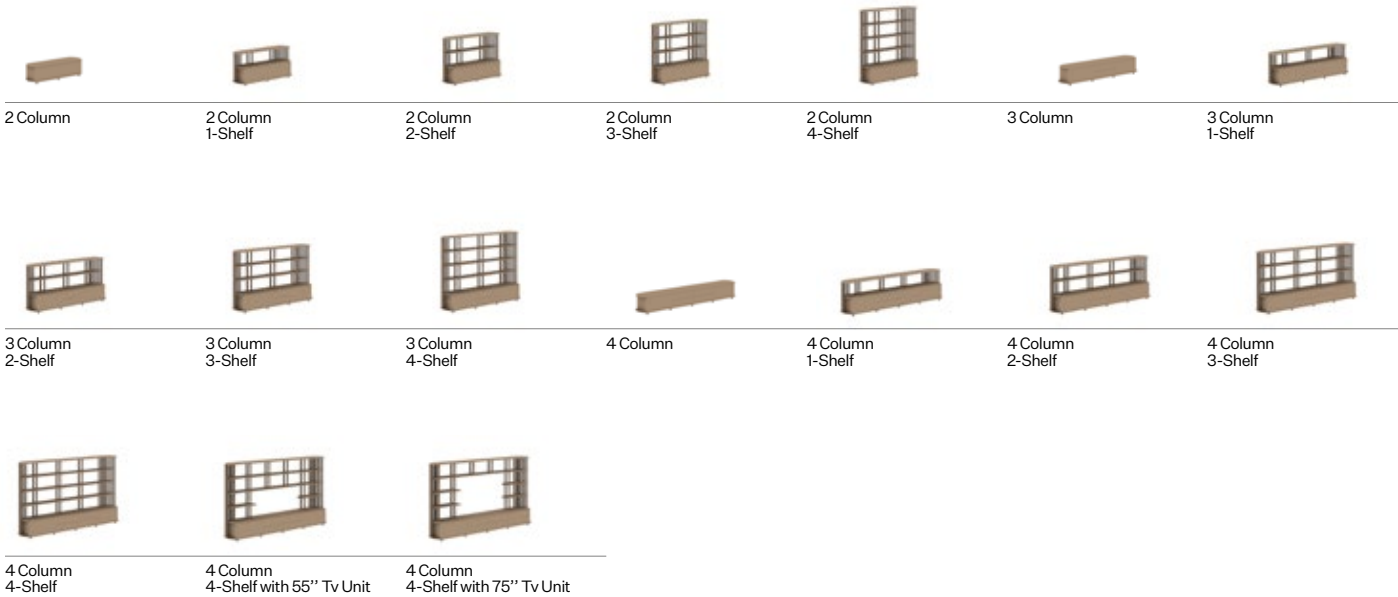 2 Column
2 Column
1-Shelf
2 Column
2-Shelf
2 Column
3-Shelf
2 Column
4-Shelf
3 Column
3 Column
1-Shelf
3 Column
2-Shelf
3 Column
3-Shelf
3 Column
4-Shelf
4 Column
4 Column
1-Shelf
4 Column
2-Shelf
4 Column
3-Shelf
4 Column
4-Shelf
4 Column
4-Shelf with 55'' Tv Unit
4 Column
4-Shelf with 75'' Tv Unit